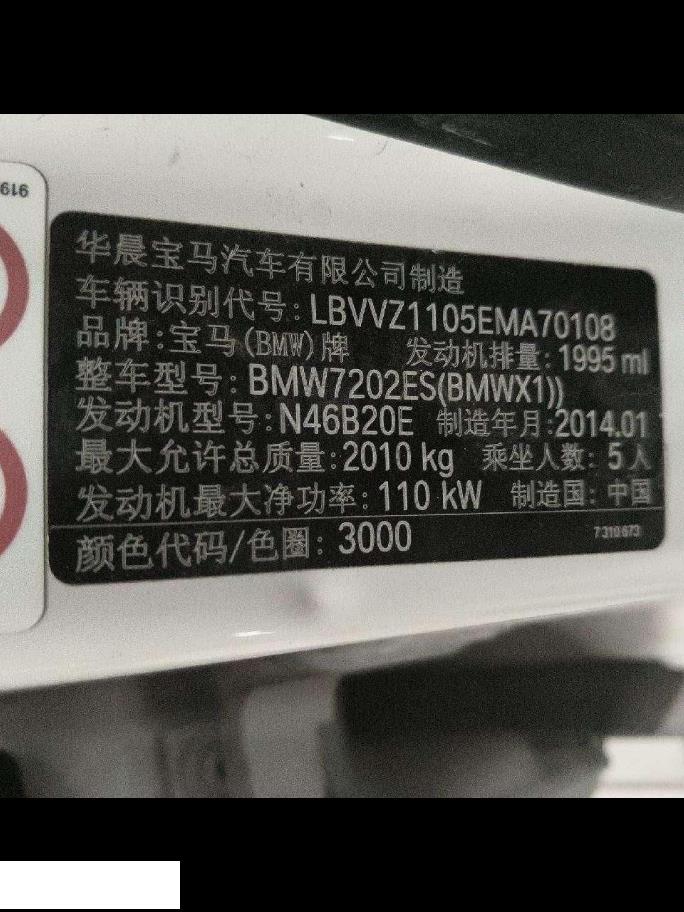 919
华晨宝马汽车有限公司制造
车辆识别代号: LBVVZ1105EMA70108
品牌: 宝马(BMW)牌 发动机排量: 1995 ml
整车型号: BMW7202ES(BMWX1))
发动机型号: N46B20E 制造年月: 2014.01
最大允许总质量: 2010 kg 乘坐人数: 5人
发动机最大净功率: 110 kW 制造国: 中国
颜色代码/色圈: 3000 7310673